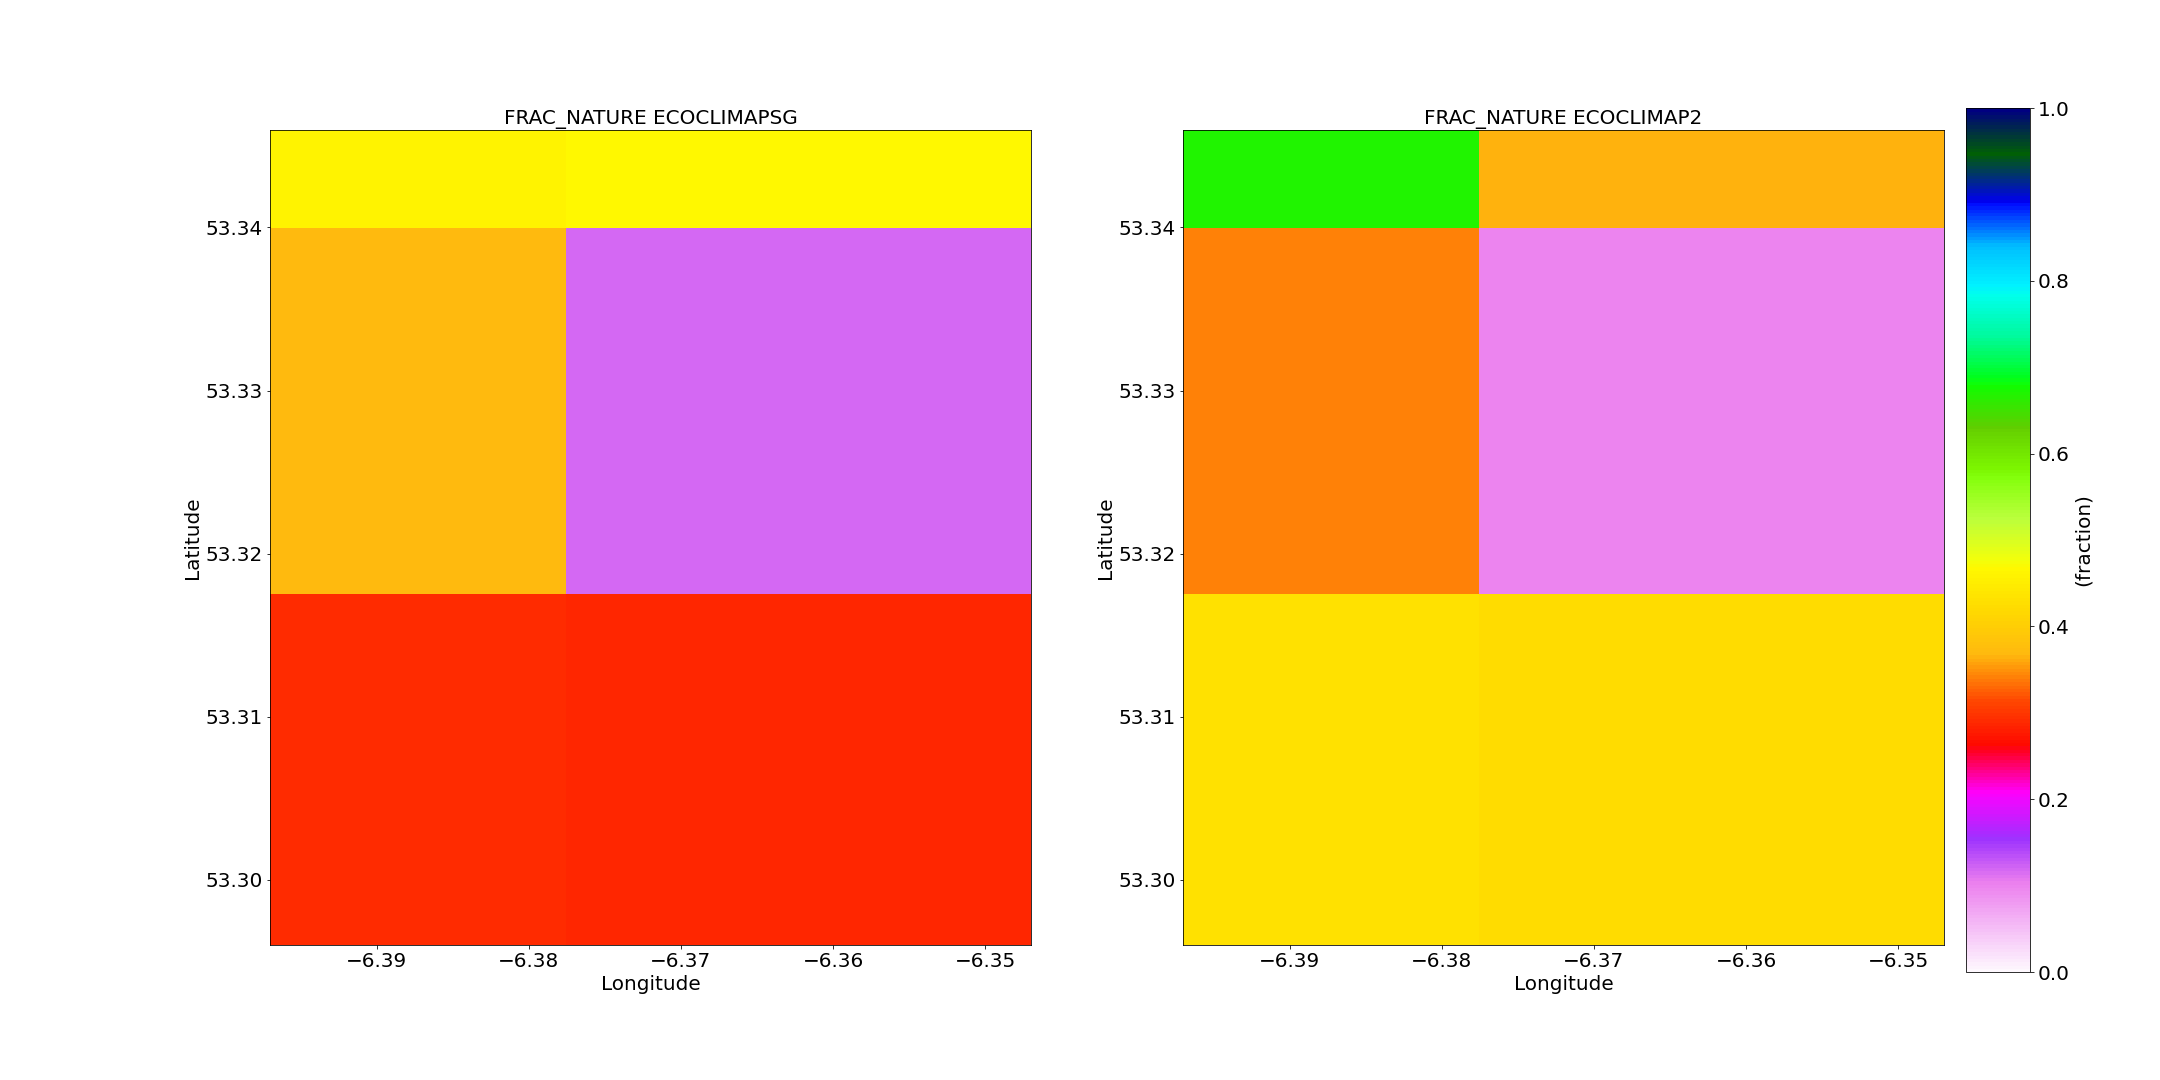 FRAC_NATURE ECOCLIMAPSG
53.34
53.33
53.32
53.31
53.30
Latitude
−6.39 −6.38 −6.37 −6.36 −6.35
Longitude
FRAC_NATURE ECOCLIMAP2
53.34
53.33
53.32
53.31
53.30
Latitude
−6.39 −6.38 −6.37 −6.36 −6.35
Longitude
1.0
0.8
0.6
0.4
0.2
0.0
(fraction)